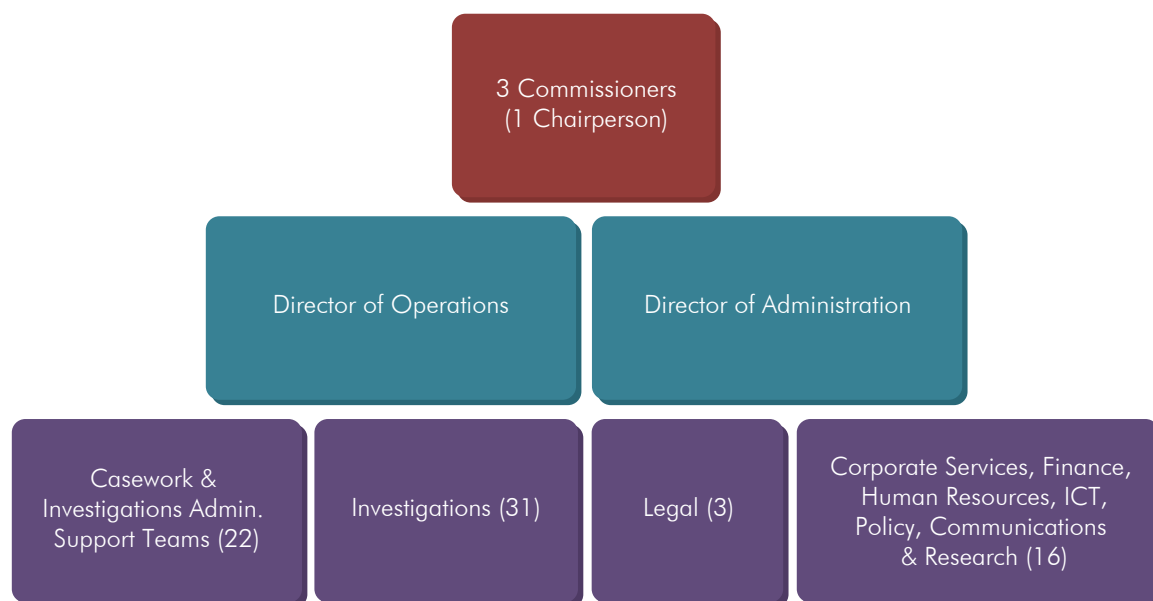 3 Commissioners
(1 Chairperson)
Director of Operations
Director of Administration
Casework &
Investigations Admin.
Support Teams (22)
Investigations (31)
Legal (3)
Corporate Services, Finance,
Human Resources, ICT,
Policy, Communications
& Research (16)